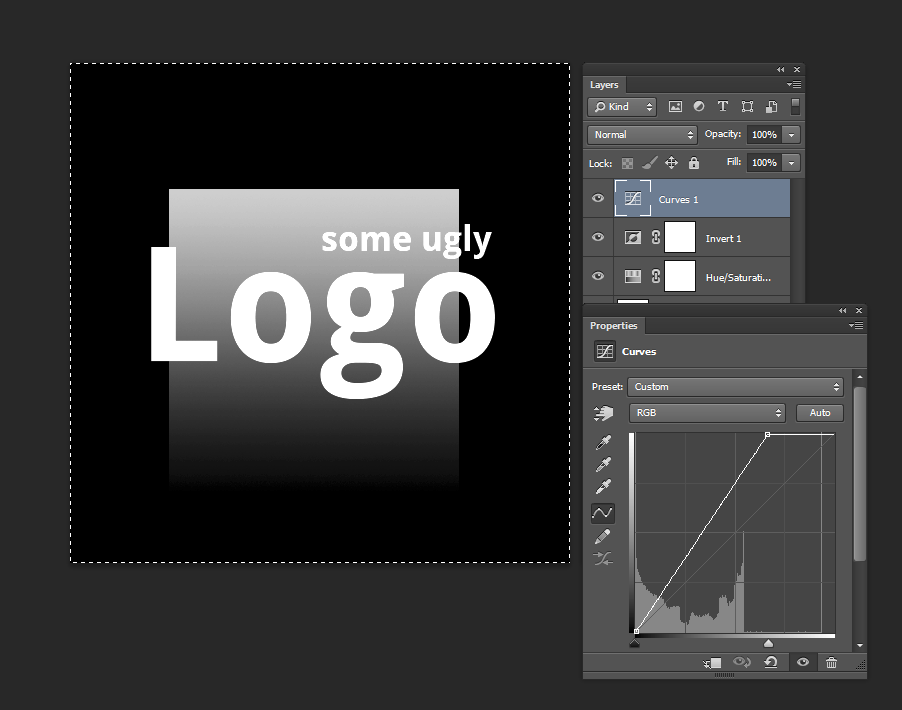 some ugly
Logo
Layers
Kind
Normal
Opacity: 100%
Lock:
Fill: 100%
Curves 1
Invert 1
Hue/Saturati...
Properties
Curves
Preset: Custom
RGB
Auto